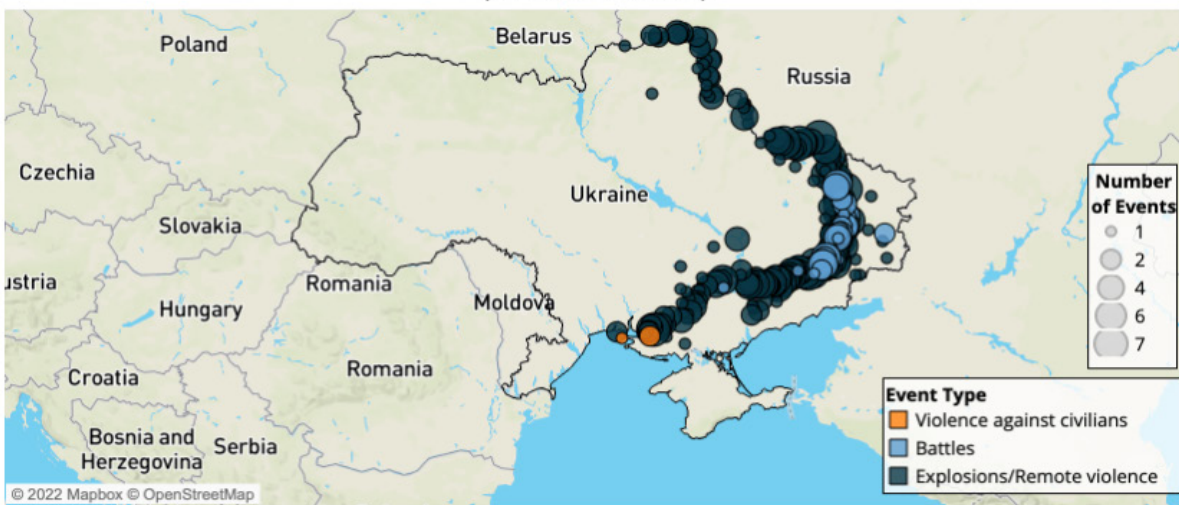 Poland
Belarus
Russia
Czechia
Ukraine
Slovakia
ustria
Hungary
Romania
Moldova
Romania
Croatia
Bosnia and
Herzegovina
Serbia
Number
of Events
1
2
4
6
7
Event Type
Violence against civilians
Battles
Explosions/Remote violence
© 2022 Mapbox © OpenStreetMap